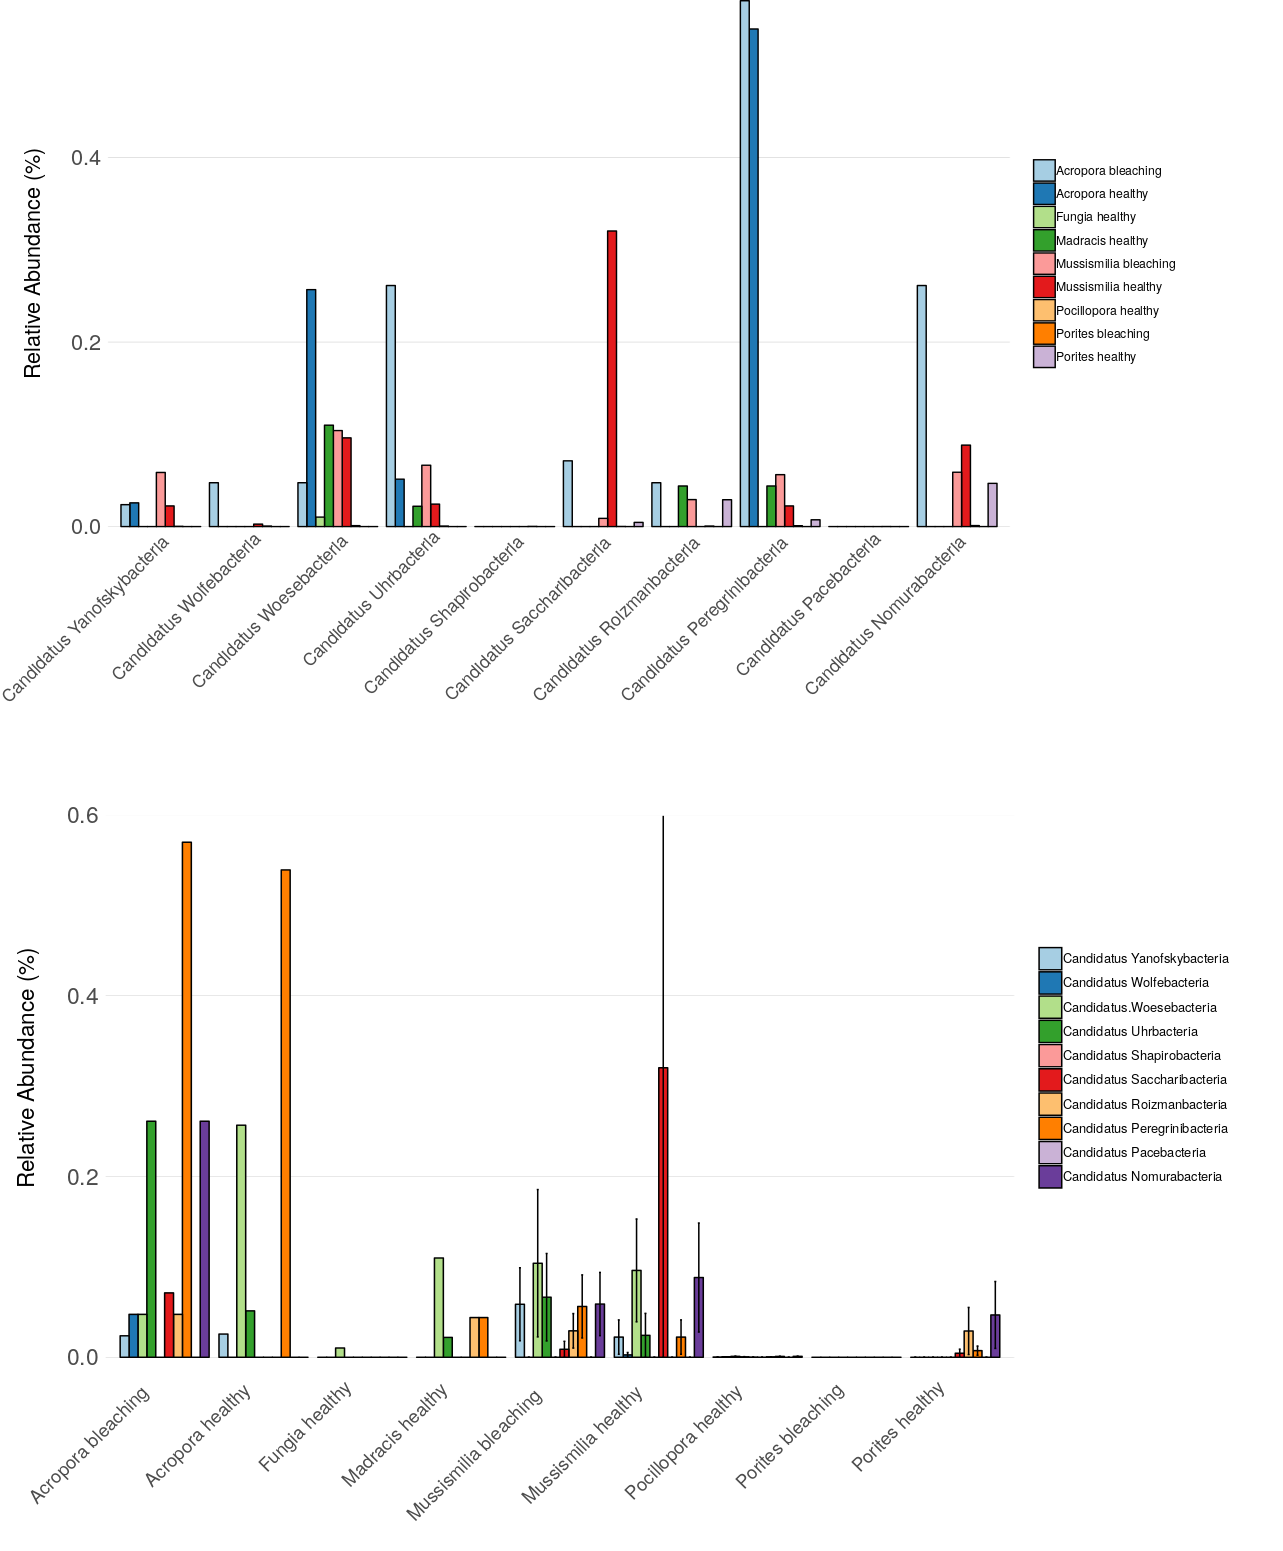 Relative Abundance (%)
0.4
0.2
0.0
Candidatus Yanofskybacteria
Candidatus Wolfebacteria
Candidatus Woesebacteria
Candidatus Uhrbacteria
Candidatus Shapirobacteria
Candidatus Saccharibacteria
Candidatus Roizmanbacteria
Candidatus Peregrinibacteria
Candidatus Pacebacteria
Candidatus Nomurabacteria
Acropora bleaching
Acropora healthy
Fungia healthy
Madracis healthy
Mussismilia bleaching
Mussismilia healthy
Pocillopora healthy
Porites bleaching
Porites healthy
Relative Abundance (%)
0.6
0.4
0.2
0.0
Acropora bleaching
Acropora healthy
Fungia healthy
Madracis healthy
Mussismilia bleaching
Mussismilia healthy
Pocillopora healthy
Porites bleaching
Porites healthy
Candidatus Yanofskybacteria
Candidatus Wolfebacteria
Candidatus.Woesebacteria
Candidatus Uhrbacteria
Candidatus Shapirobacteria
Candidatus Saccharibacteria
Candidatus Roizmanbacteria
Candidatus Peregrinibacteria
Candidatus Pacebacteria
Candidatus Nomurabacteria